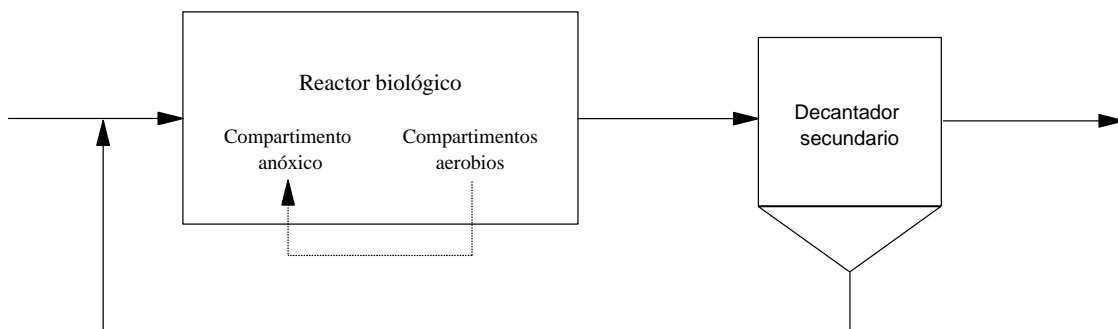 Reactor biológico
Compartimento
anóxico
Compartimentos
aerobios
Decantador
secundario